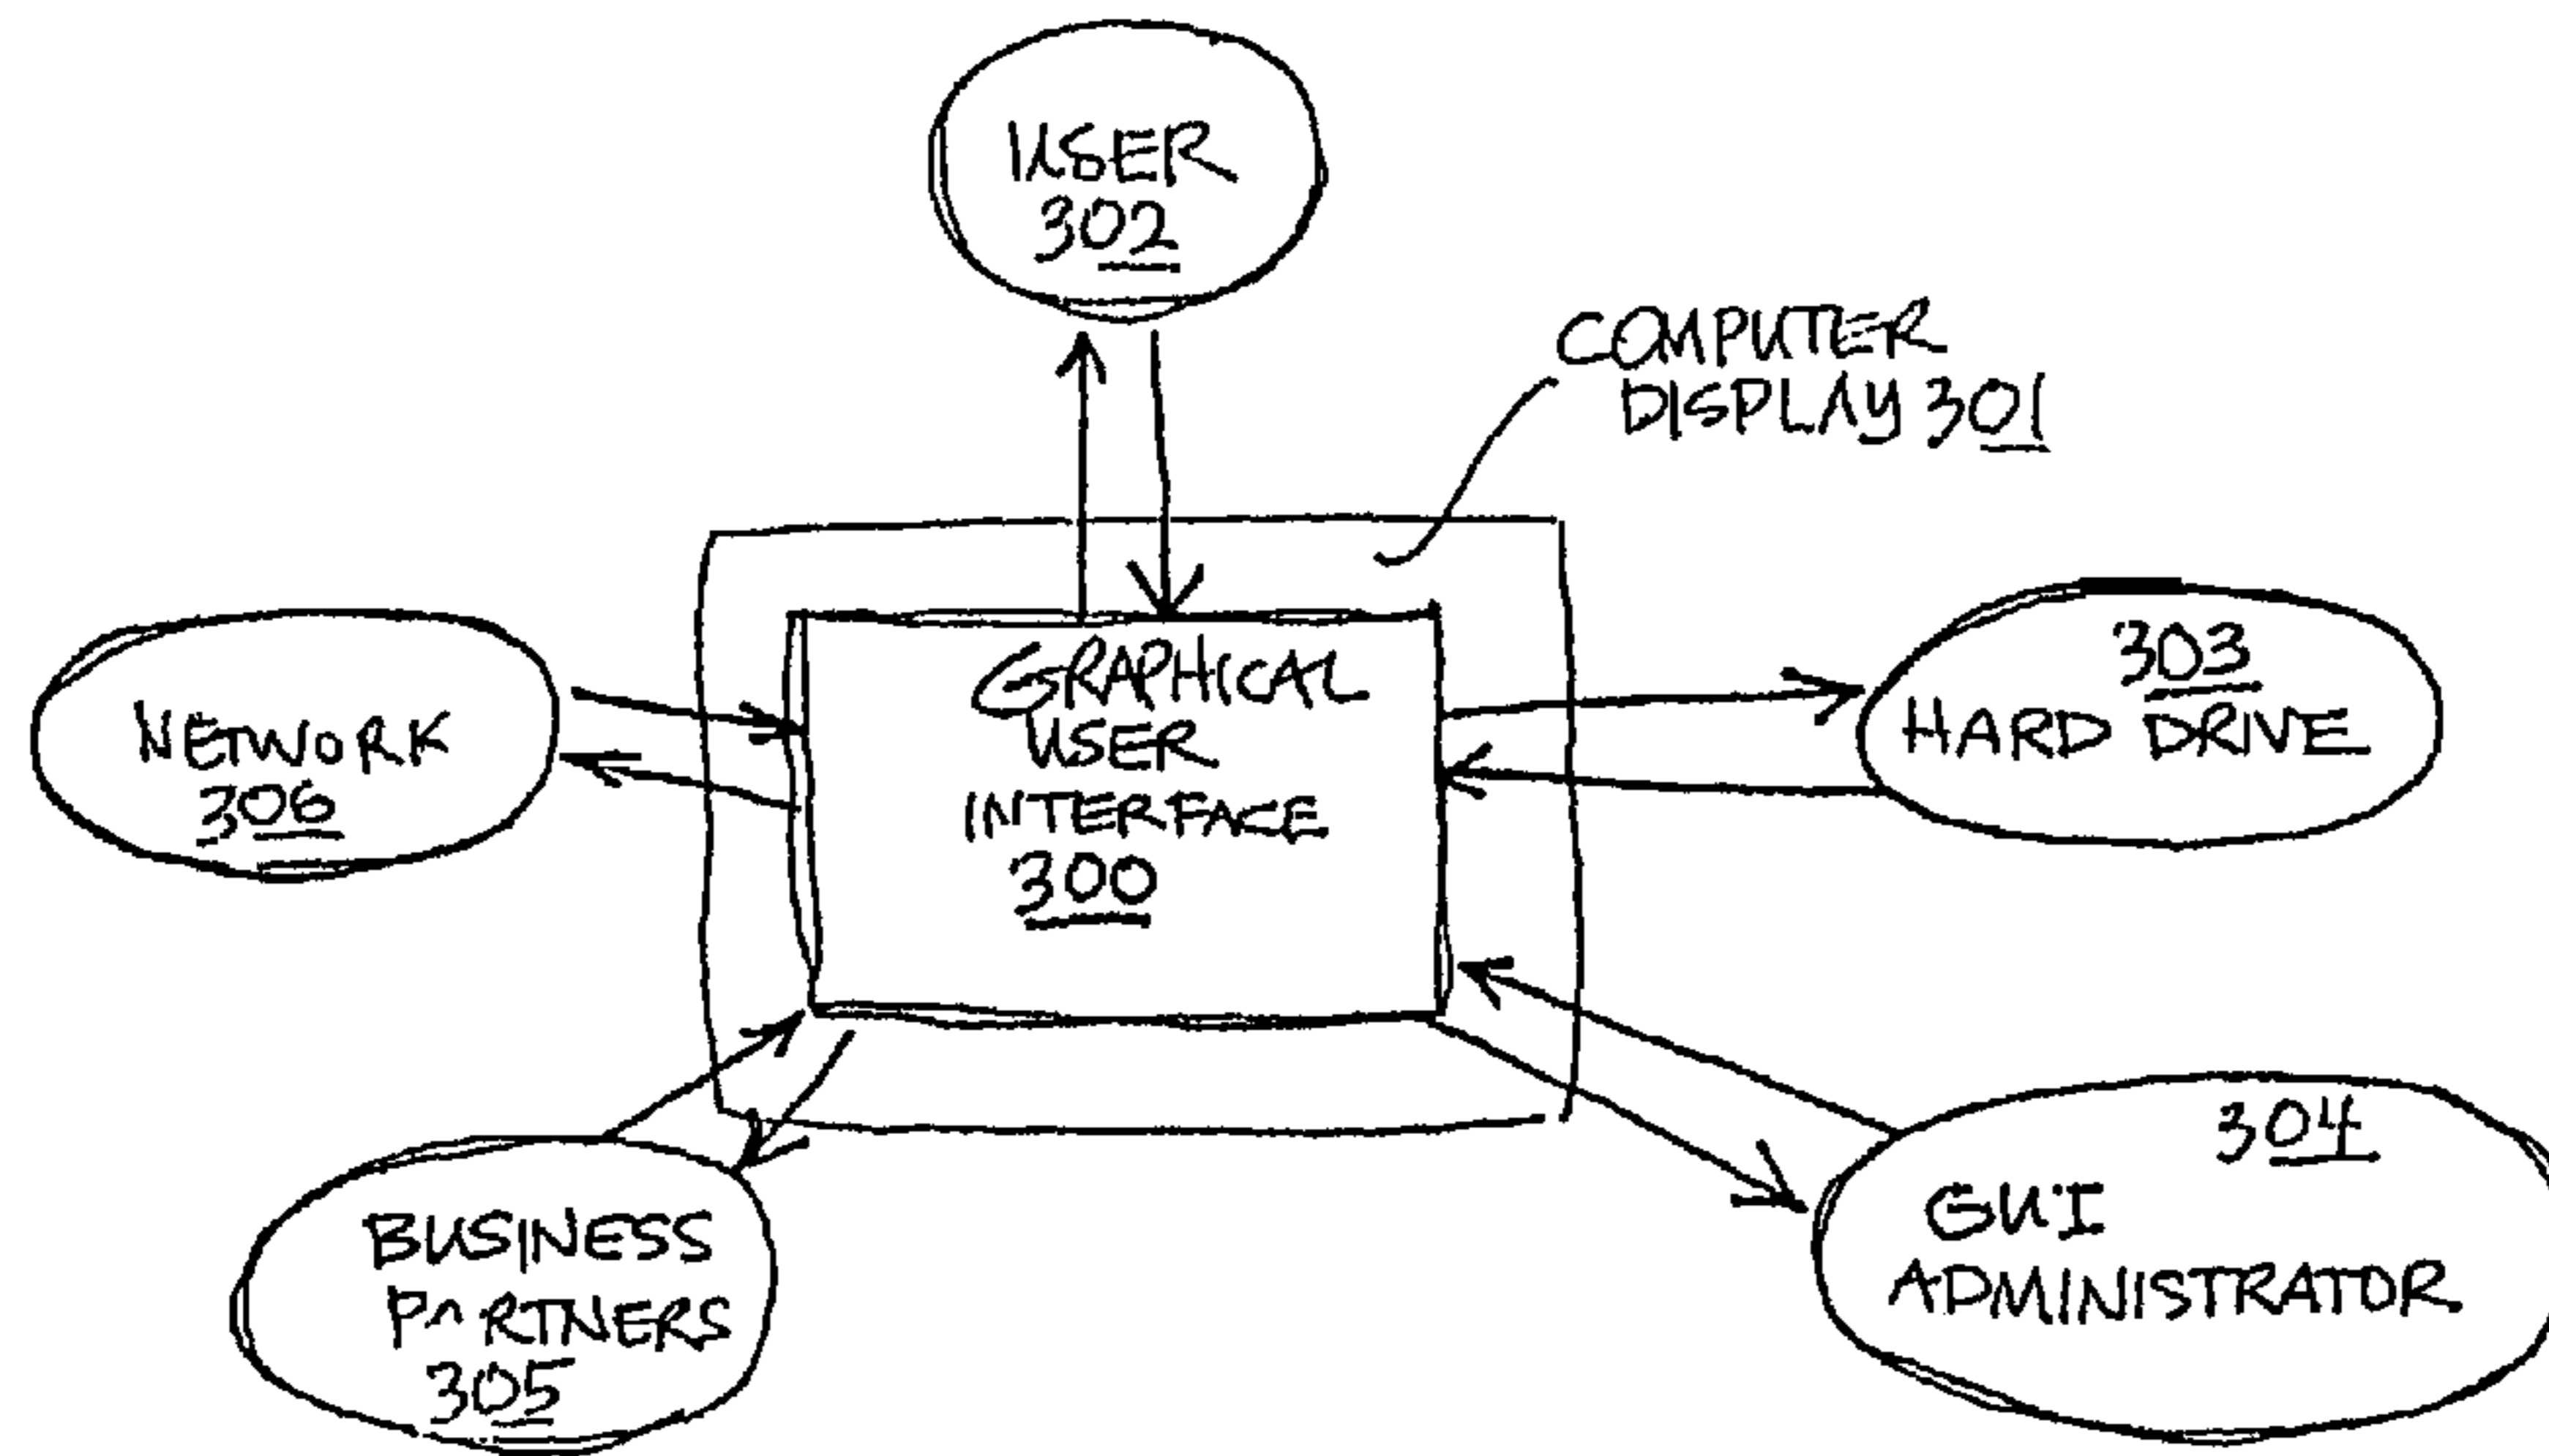 USER
302
COMPUTER
DISPLAY 301
GRAPHICAL
USER
INTERFACE
300
NETWORK
306
303
HARD DRIVE
304
GUI
ADMINISTRATOR
BUSINESS
PARTNERS
305